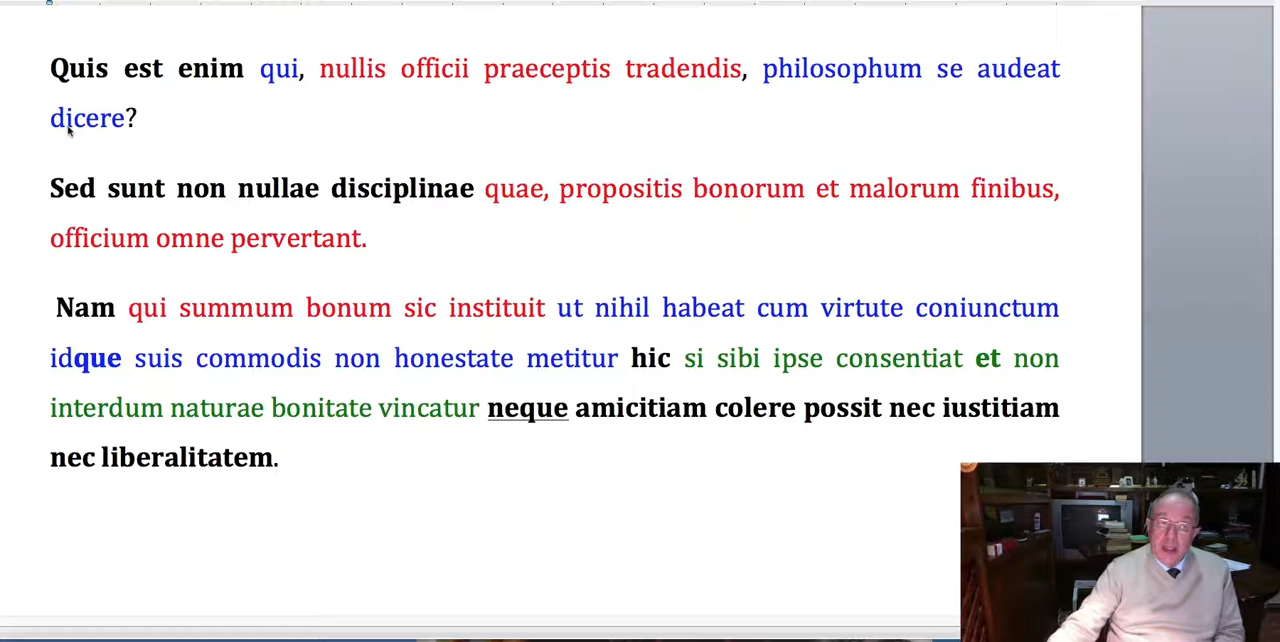 Quis est enim qui, nullis officii praeceptis tradendis, philosophum se audeat
dicere?
Sed sunt non nullae disciplinae quae, propositis bonorum et malorum finibus,
officium omne pervertant.
Nam qui summum bonum sic instituit ut nihil habeat cum virtute coniunctum
idque suis commodis non honestate metitur hic si sibi ipse consentiat et non
interdum naturae bonitate vincatur neque amicitiam colere possit nec iustitiam
nec liberalitatem.